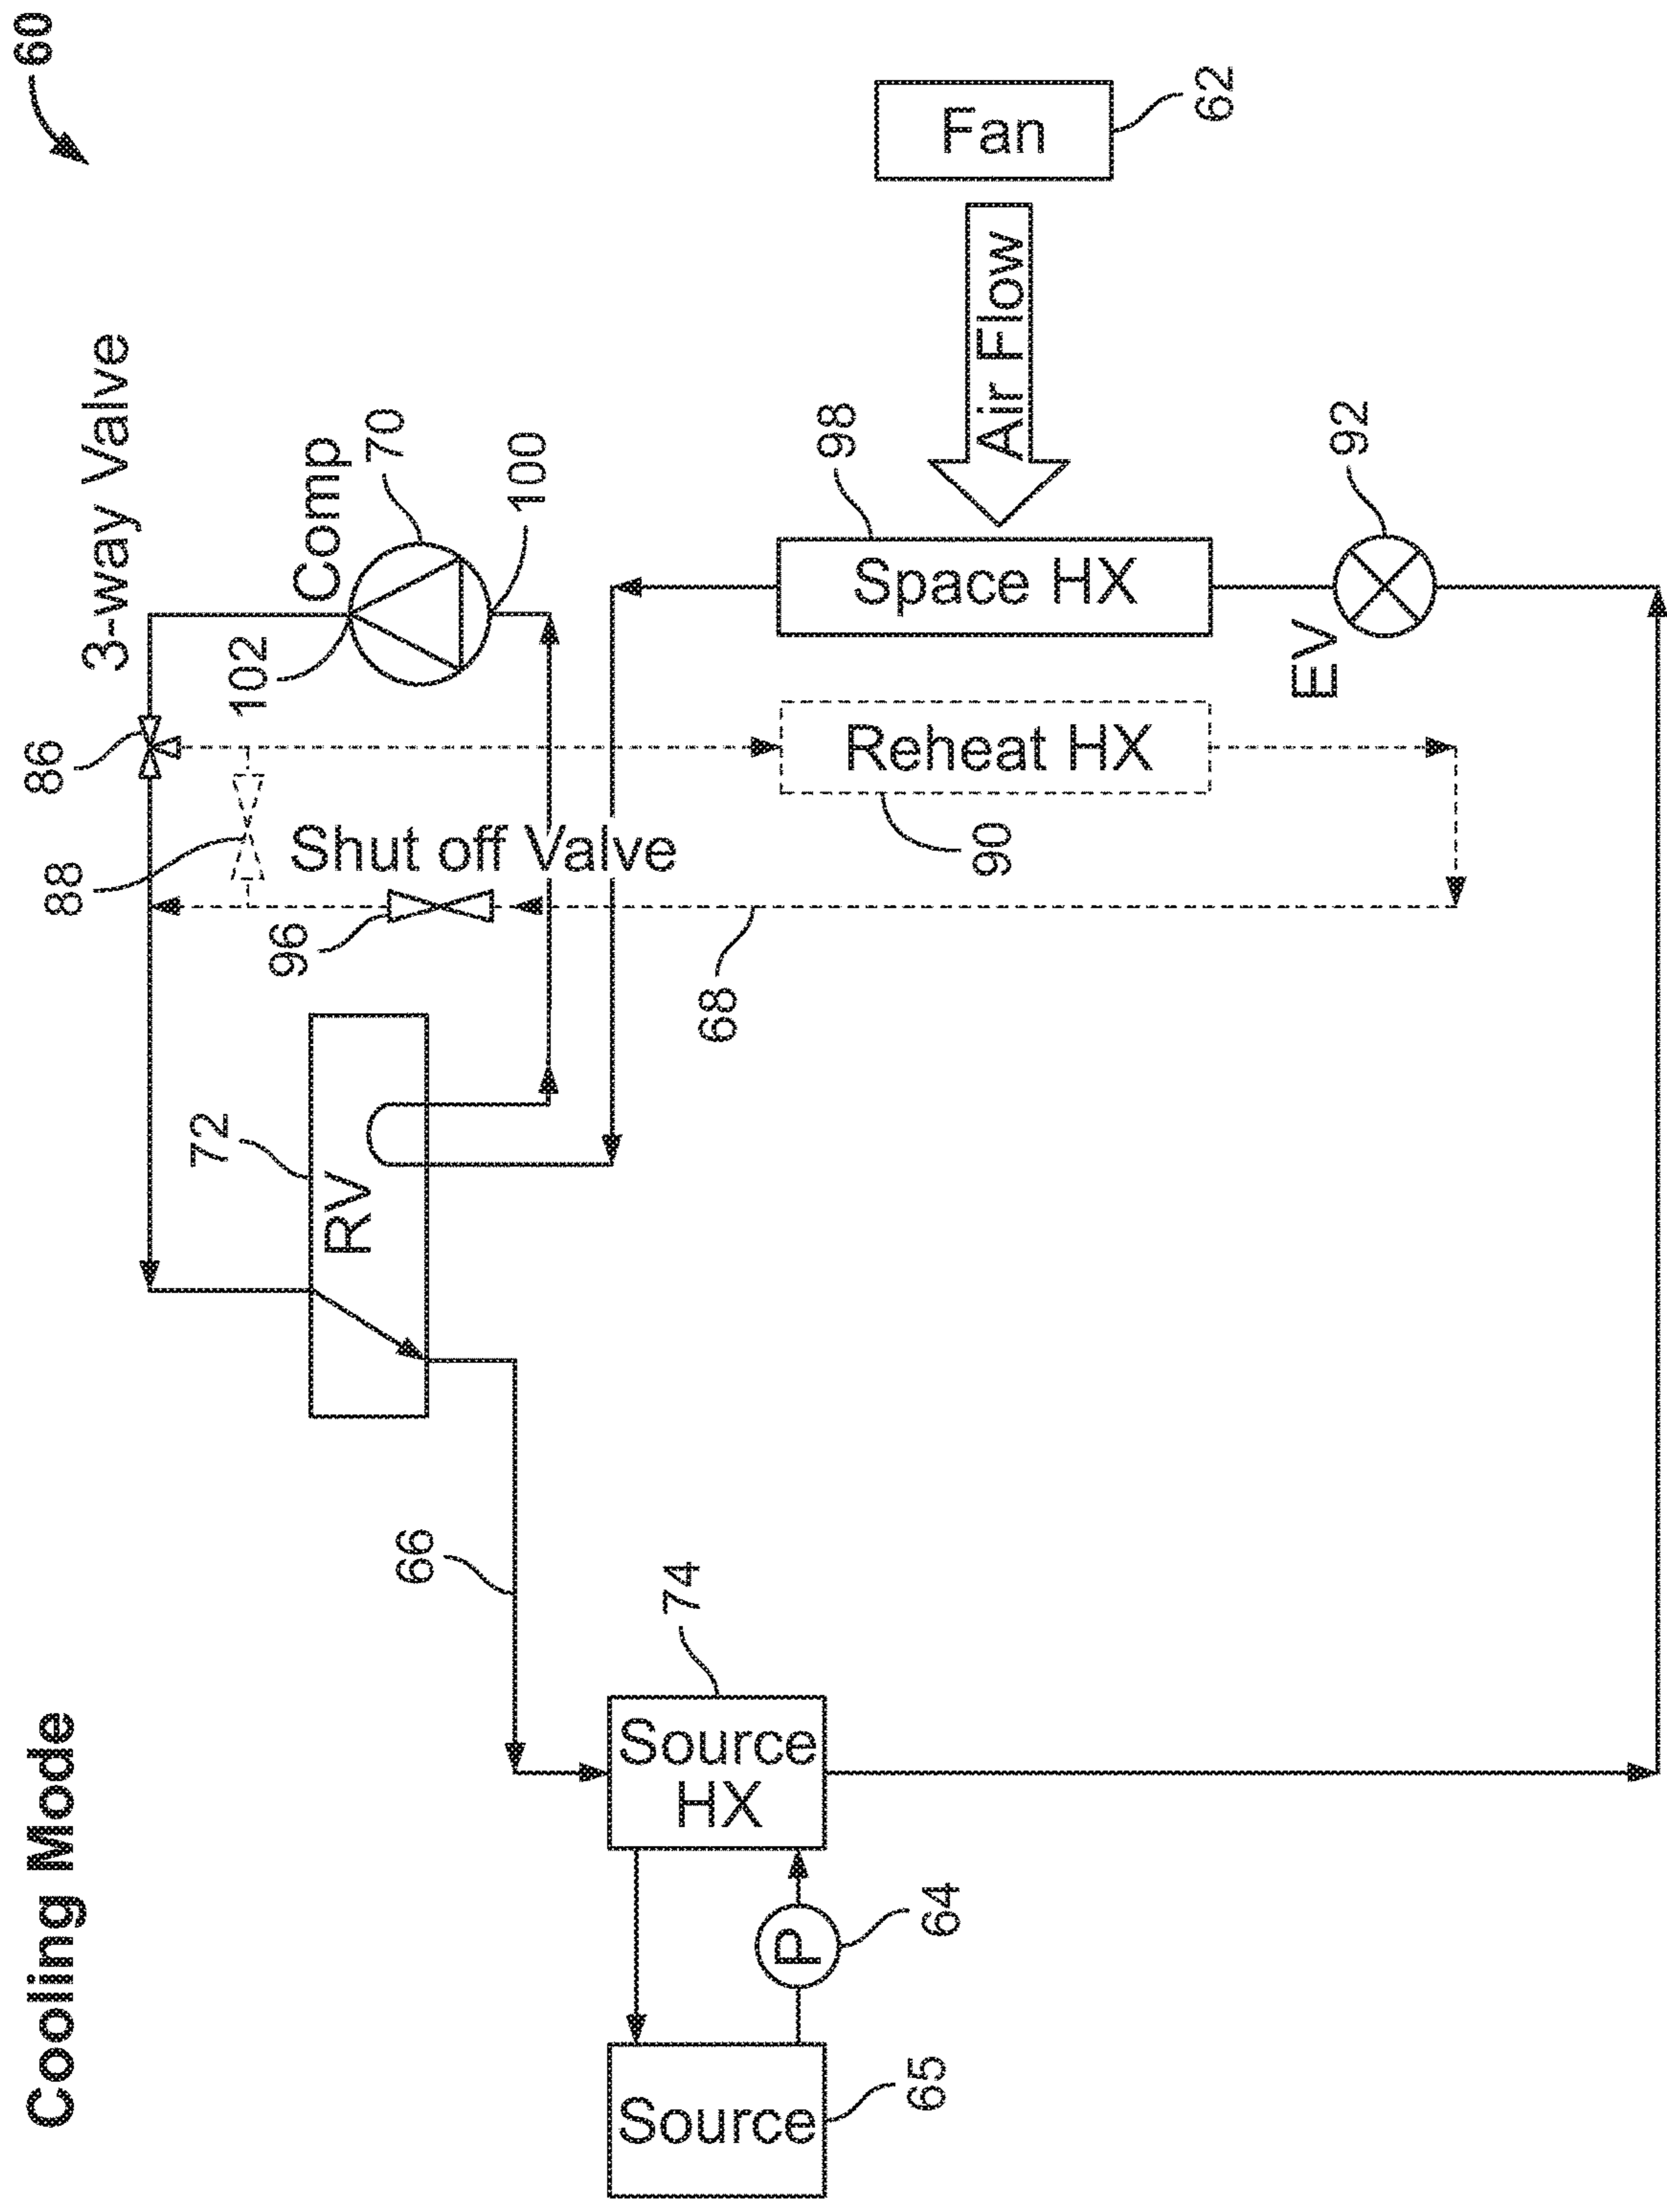 Cooling Mode
60
3-way Valve
86
88
102
Comp
70
100
Shut off Valve
96
72
RV
66
68
74
Source
HX
P
64
Source
65
98
Space HX
Reheat HX
90
Air Flow
Fan
62
EV
92